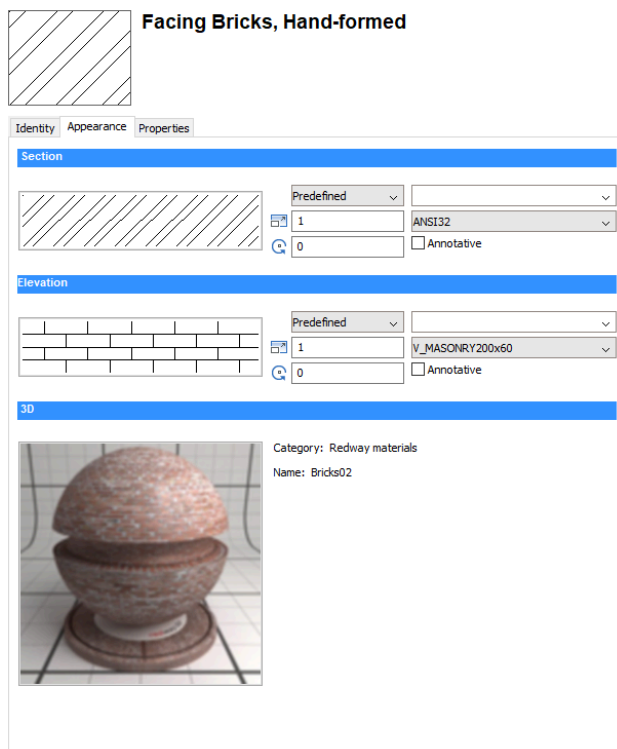 Facing Bricks, Hand-formed
Identity Appearance Properties
Section
Predefined
1 ANSI32
0 Annotative
Elevation
Predefined
1 V_MASONRY200x60
0 Annotative
3D
Category: Redway materials
Name: Bricks02